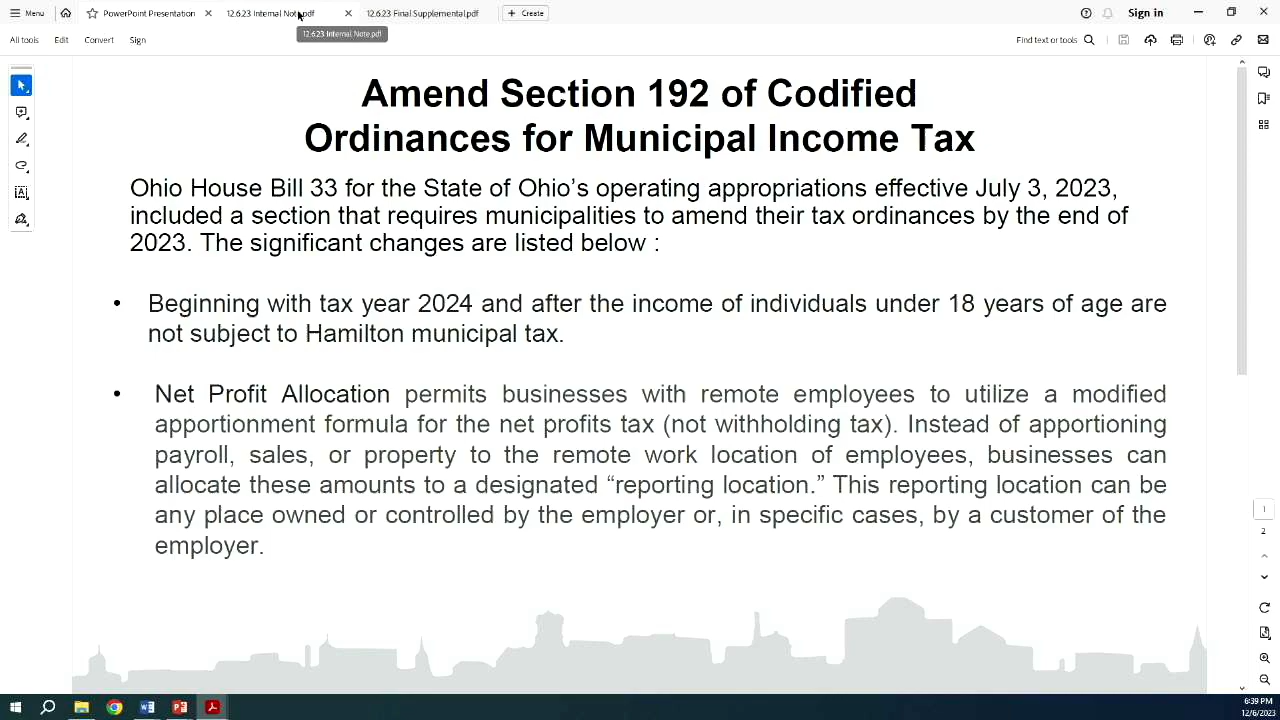 Menu
PowerPoint Presentation
12.6.23 Internal Note.pdf
12.6.23 Final Supplemental.pdf
+ Create
Sign in
12.6.23 Internal Note.pdf
All tools Edit Convert Sign
Find text or tools
Amend Section 192 of Codified
Ordinances for Municipal Income Tax
Ohio House Bill 33 for the State of Ohio’s operating appropriations effective July 3, 2023,
included a section that requires municipalities to amend their tax ordinances by the end of
2023. The significant changes are listed below :
• Beginning with tax year 2024 and after the income of individuals under 18 years of age are
not subject to Hamilton municipal tax.
• Net Profit Allocation permits businesses with remote employees to utilize a modified
apportionment formula for the net profits tax (not withholding tax). Instead of apportioning
payroll, sales, or property to the remote work location of employees, businesses can
allocate these amounts to a designated “reporting location.” This reporting location can be
any place owned or controlled by the employer or, in specific cases, by a customer of the
employer.
1
2
6:39 PM
12/6/2023